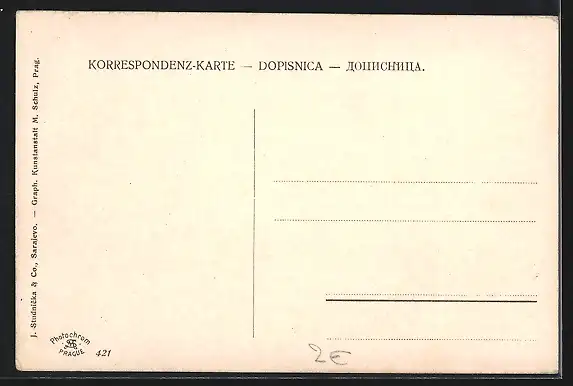 KORRESPONDENZ-KARTE — DOPISNICA — ДОПИСНИЦА.
J. Studnička & Co., Sarajevo. — Graph. Kunstanstalt M. Schulz, Prag.
Photochrom
PRAGUE
421
2€